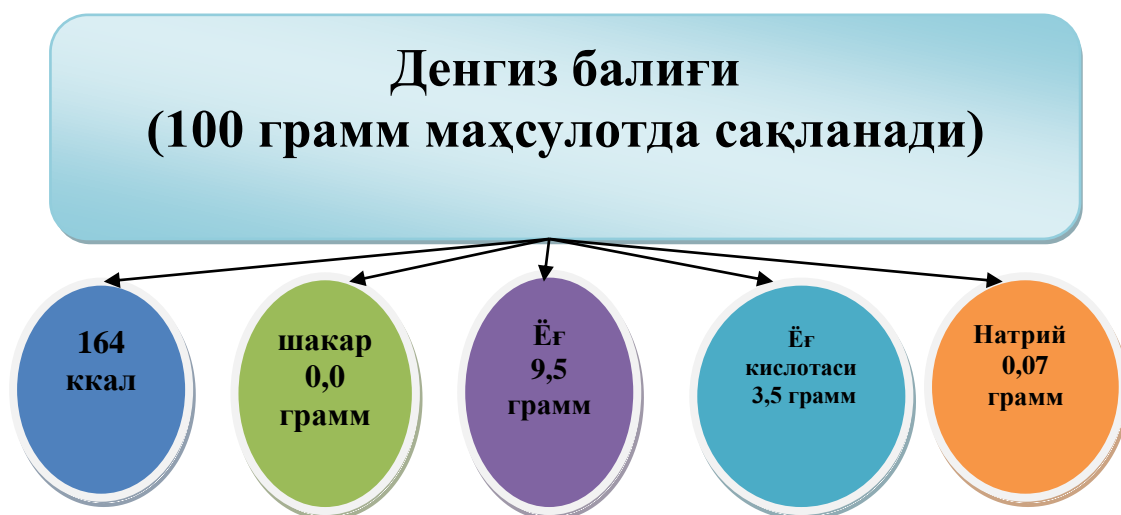 Денгиз балиғи
(100 грамм маҳсулотда сақланади)
164
ккал
шакар
0,0
грамм
Ёғ
9,5
грамм
Ёғ
кислотаси
3,5 грамм
Натрий
0,07
грамм